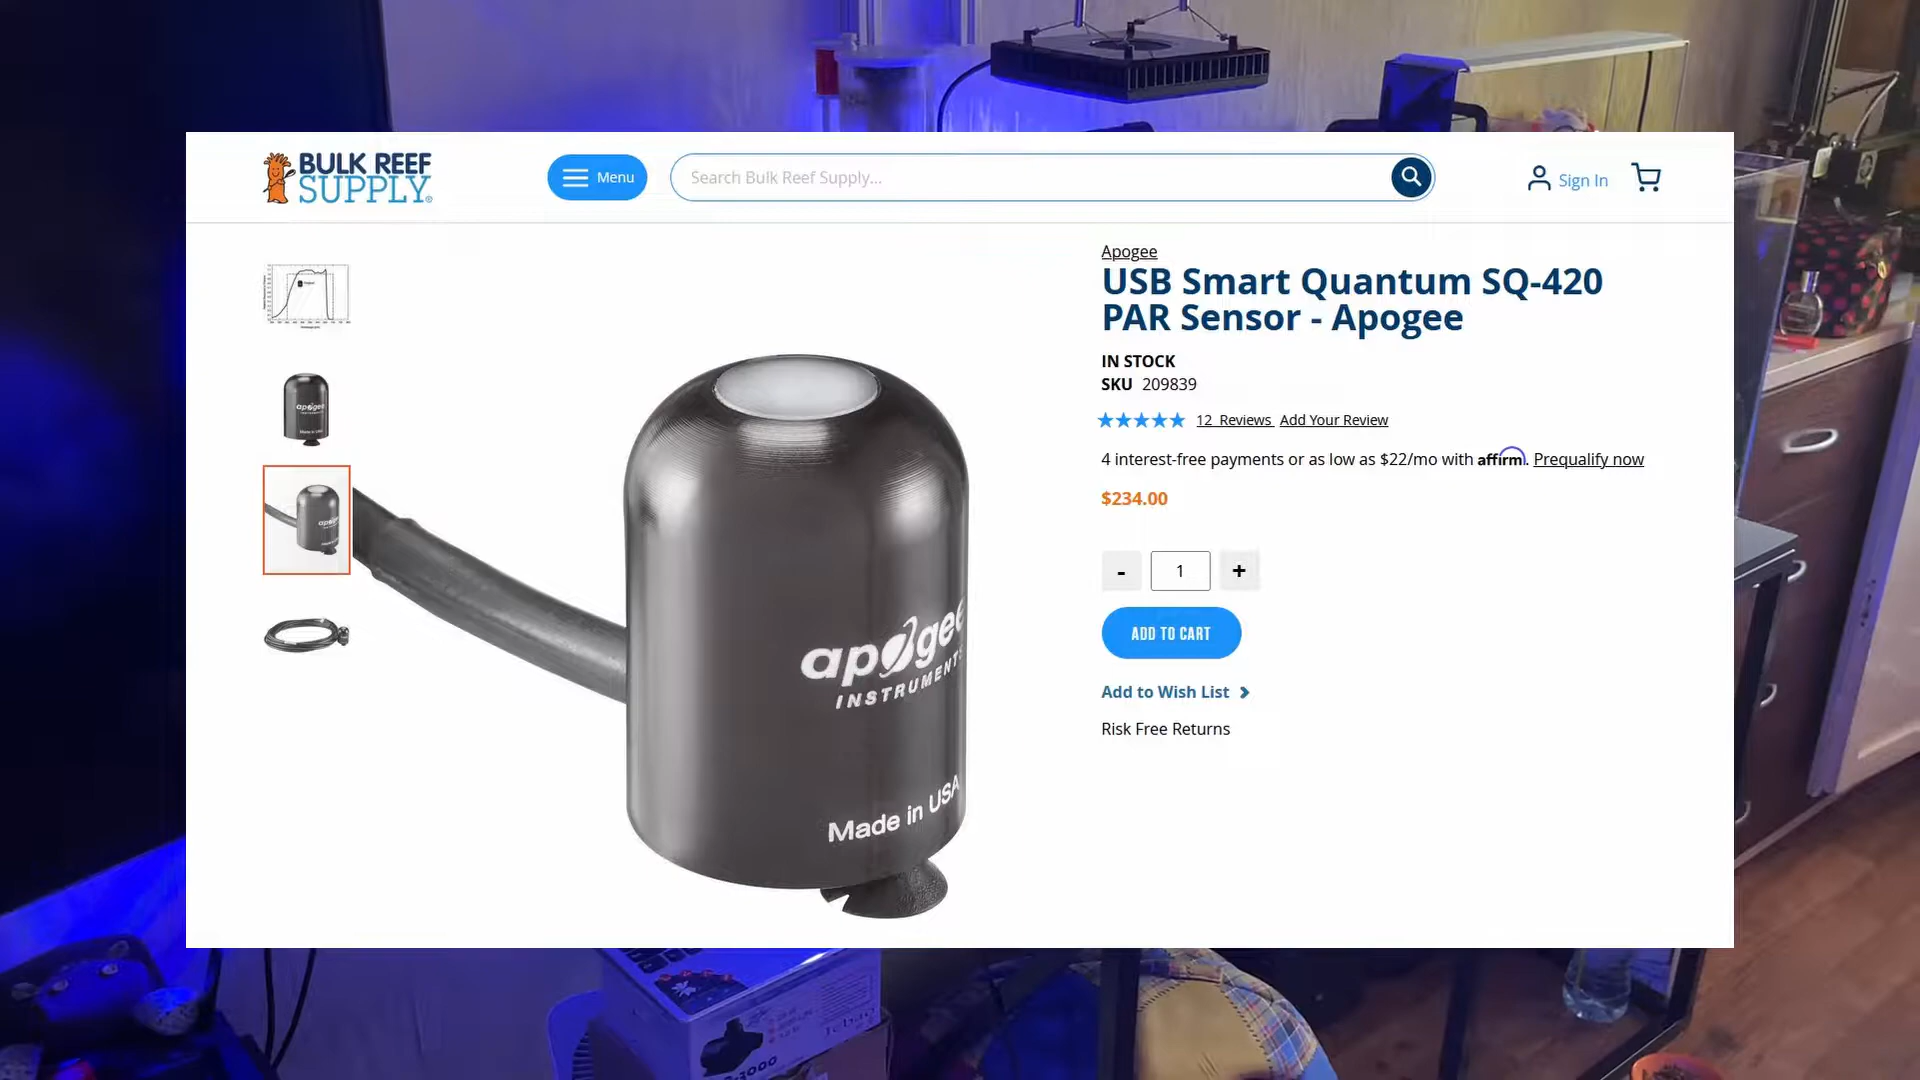 BULK REEF
SUPPLY
Menu
Search Bulk Reef Supply...
Sign In
Apogee
USB Smart Quantum SQ-420
PAR Sensor - Apogee
IN STOCK
SKU 209839
12 Reviews Add Your Review
4 interest-free payments or as low as $22/mo with affirm. Prequalify now
$234.00
- 1 +
ADD TO CART
Add to Wish List
Risk Free Returns
apogee
INSTRUMENTS
Made in USA
apogee
apogee
Jebao